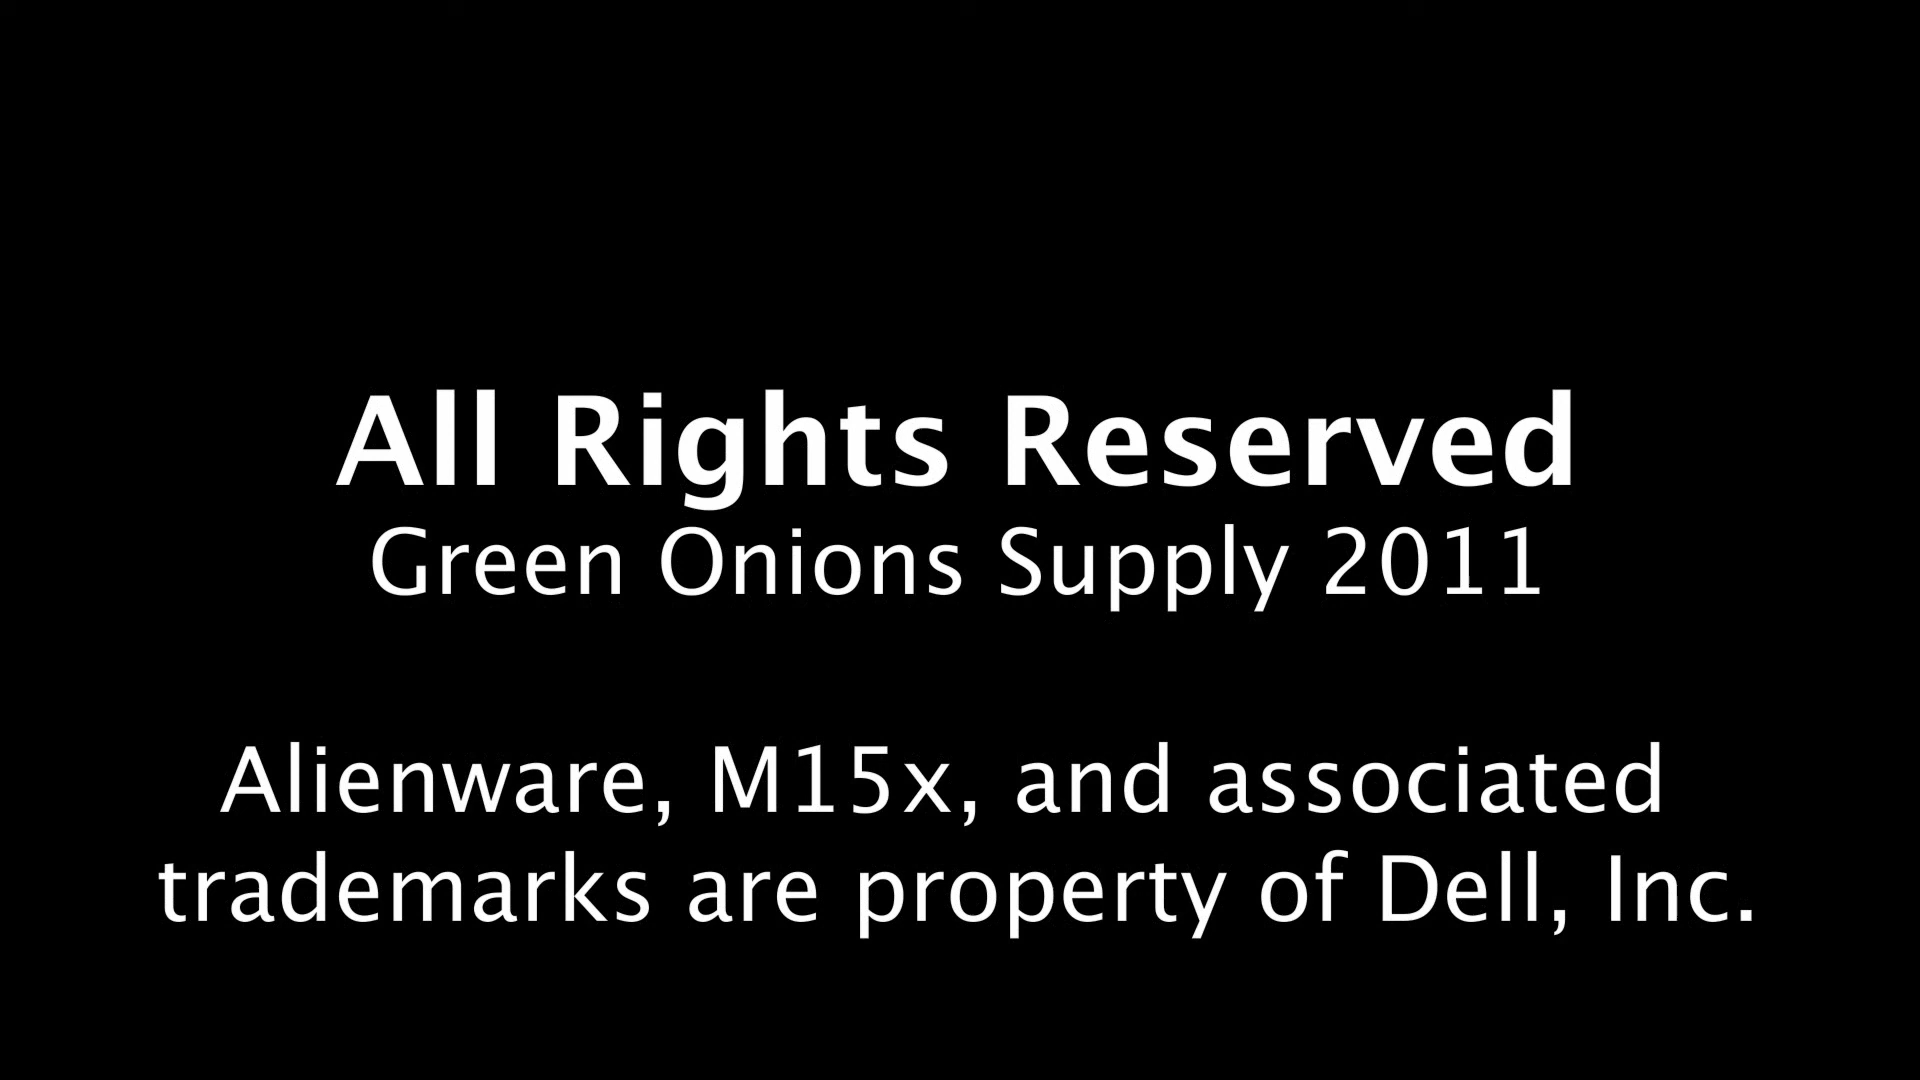 All Rights Reserved
Green Onions Supply 2011
Alienware, M15x, and associated
trademarks are property of Dell, Inc.